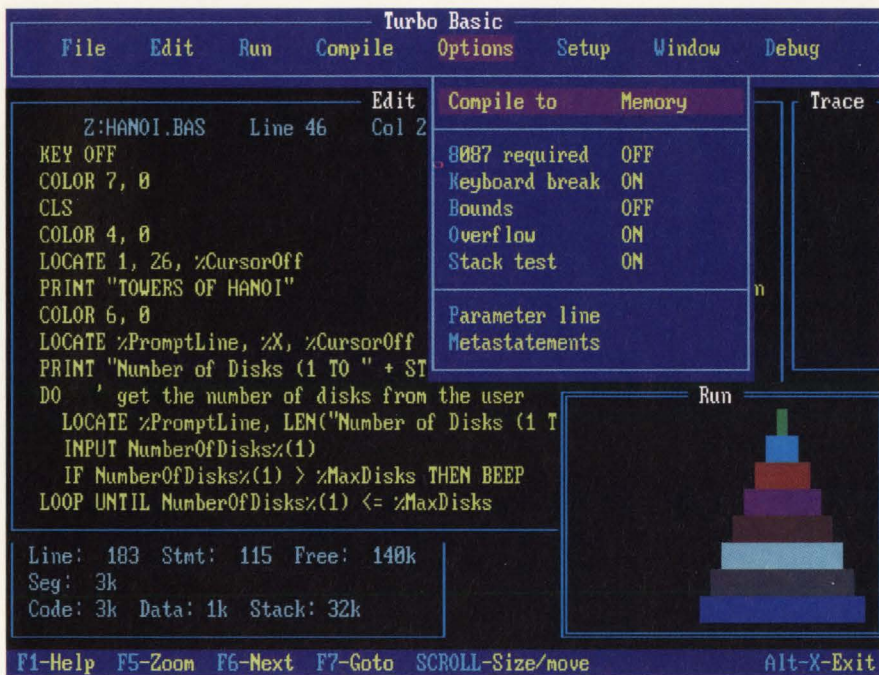 Turbo Basic
File Edit Run Compile Options Setup Window Debug
Edit
Z:HANOI.BAS Line 46 Col 2
KEY OFF
COLOR 7, 0
CLS
COLOR 4, 0
LOCATE 1, 26, %CursorOff
PRINT "TOWERS OF HANOI"
COLOR 6, 0
LOCATE %PromptLine, %X, %CursorOff
PRINT "Number of Disks (1 TO " + ST
DO ' get the number of disks from the user
LOCATE %PromptLine, LEN("Number of Disks (1 T
INPUT NumberOfDisks%(1)
IF NumberOfDisks%(1) > %MaxDisks THEN BEEP
LOOP UNTIL NumberOfDisks%(1) <= %MaxDisks
Compile to Memory
8087 required OFF
Keyboard break ON
Bounds OFF
Overflow ON
Stack test ON
Parameter line
Metastatements
n
Trace
Run
Line: 183 Stmt: 115 Free: 140k
Seg: 3k
Code: 3k Data: 1k Stack: 32k
F1-Help F5-Zoom F6-Next F7-Goto SCROLL-Size/move Alt-X-Exit